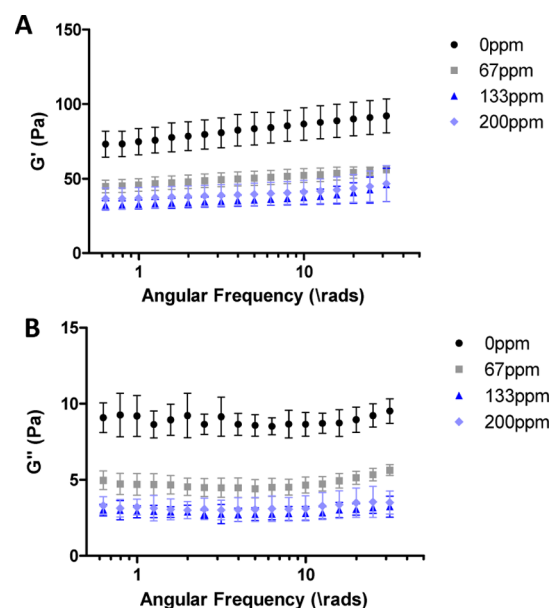 A
150
100
50
0
G' (Pa)
1
10
Angular Frequency (\rads)
0ppm
67ppm
133ppm
200ppm
B
15
10
5
0
G" (Pa)
1
10
Angular Frequency (\rads)
0ppm
67ppm
133ppm
200ppm